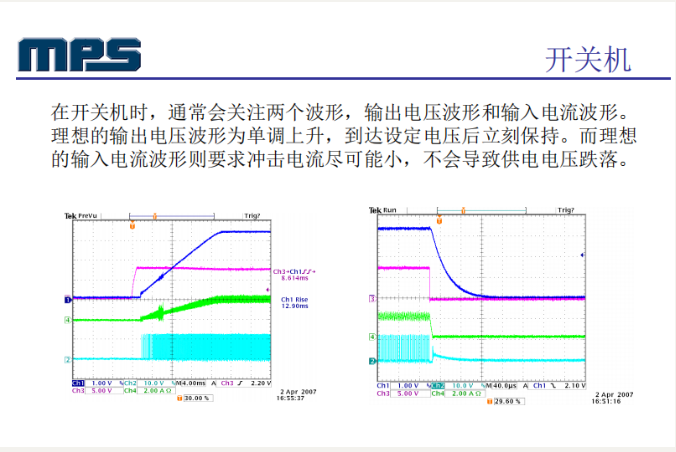 MPS
开关机
在开关机时，通常会关注两个波形，输出电压波形和输入电流波形。
理想的输出电压波形为单调上升，到达设定电压后立刻保持。而理想
的输入电流波形则要求冲击电流尽可能小，不会导致供电电压跌落。
Tek PreVu
Trig?
Ch3→Ch1
8.614ms
Ch1 Rise
12.90ms
1
4
2
Ch1 1.00 V Ch2 10.0 V M4.00ms A Ch3 2.20 V
Ch3 5.00 V Ch4 2.00 A Ω
30.00 %
2 Apr 2007
16:55:37
Tek Run
Trig?
3
4
2
Ch1 1.00 V Ch2 10.0 V M40.0µs A Ch1 2.10 V
Ch3 5.00 V Ch4 2.00 A Ω
29.60 %
2 Apr 2007
16:51:16